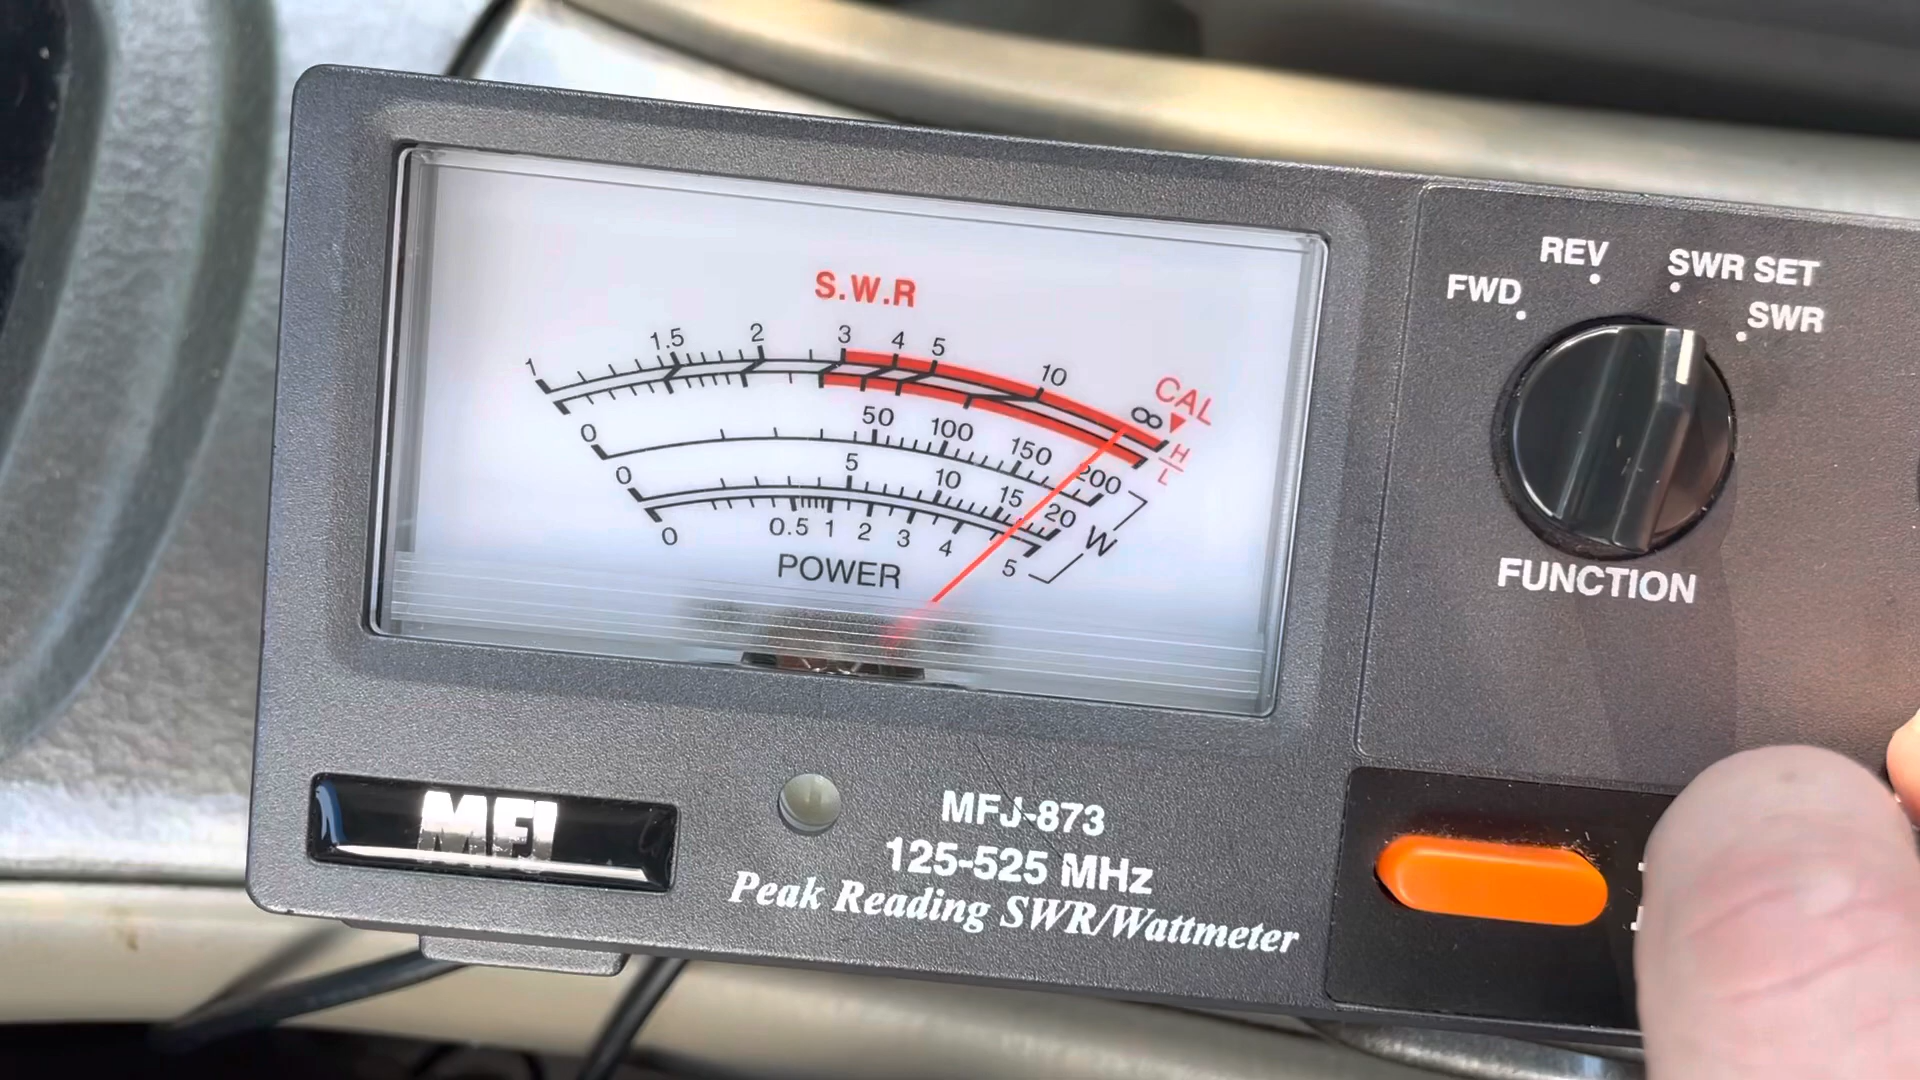 S.W.R
1 1.5 2 3 4 5 10 ∞ CAL
H
L
0 50 100 150 200
0 5 10 15 20 W
0 0.5 1 2 3 4 5
POWER
FWD REV SWR SET SWR
FUNCTION
MFJ
MFJ-873
125-525 MHz
Peak Reading SWR/Wattmeter